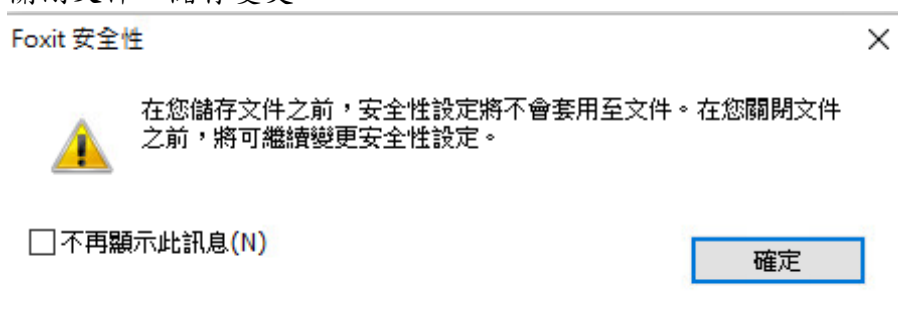 Foxit 安全性
在您儲存文件之前，安全性設定將不會套用至文件。在您關閉文件
之前，將可繼續變更安全性設定。
不再顯示此訊息(N)
確定